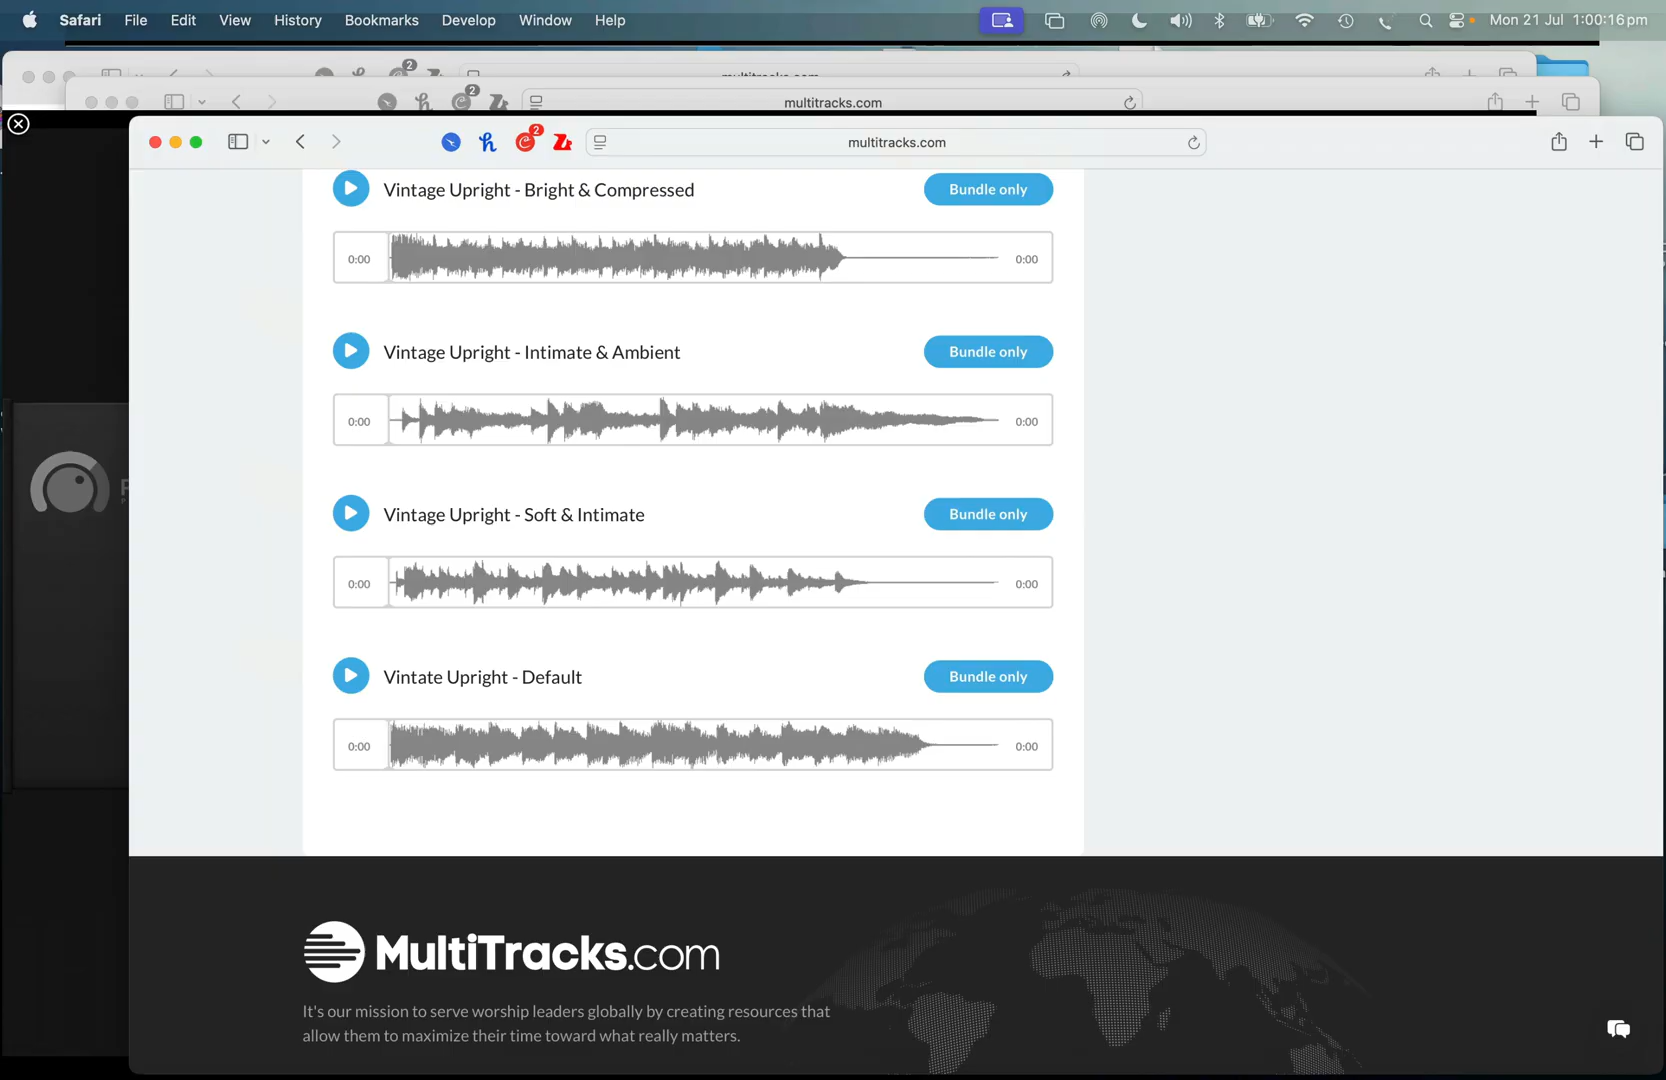 Safari File Edit View History Bookmarks Develop Window Help Mon 21 Jul 1:00:16 pm
2
2 multitracks.com
2 multitracks.com
Vintage Upright - Bright & Compressed Bundle only
0:00 0:00
Vintage Upright - Intimate & Ambient Bundle only
0:00 0:00
Vintage Upright - Soft & Intimate Bundle only
0:00 0:00
Vintate Upright - Default Bundle only
0:00 0:00
MultiTracks.com
It's our mission to serve worship leaders globally by creating resources that
allow them to maximize their time toward what really matters.